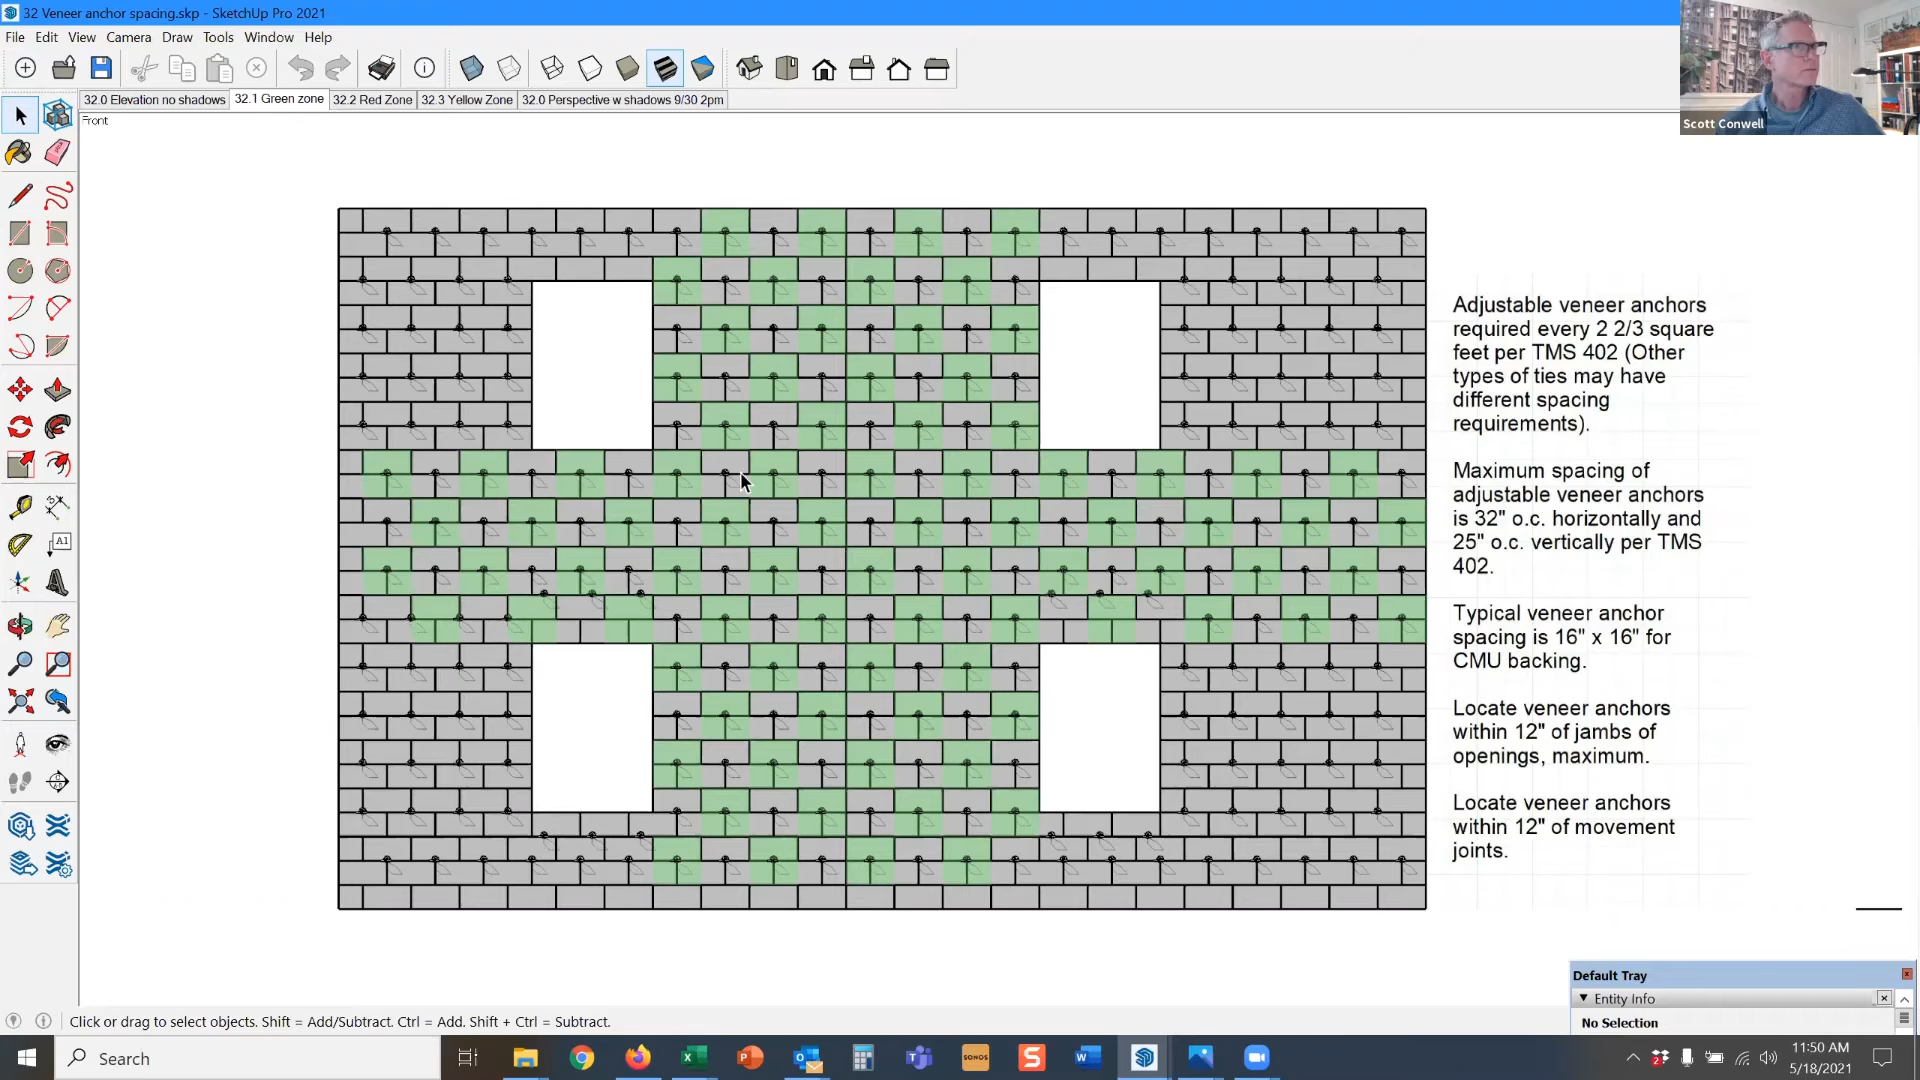 32 Veneer anchor spacing.skp - SketchUp Pro 2021
File Edit View Camera Draw Tools Window Help
32.0 Elevation no shadows 32.1 Green zone 32.2 Red Zone 32.3 Yellow Zone 32.0 Perspective w shadows 9/30 2pm
Front
Scott Conwell
A1
Adjustable veneer anchors
required every 2 2/3 square
feet per TMS 402 (Other
types of ties may have
different spacing
requirements).
Maximum spacing of
adjustable veneer anchors
is 32" o.c. horizontally and
25" o.c. vertically per TMS
402.
Typical veneer anchor
spacing is 16" x 16" for
CMU backing.
Locate veneer anchors
within 12" of jambs of
openings, maximum.
Locate veneer anchors
within 12" of movement
joints.
Default Tray
Entity Info
No Selection
Click or drag to select objects. Shift = Add/Subtract. Ctrl = Add. Shift + Ctrl = Subtract.
Search
SONOS
11:50 AM
5/18/2021